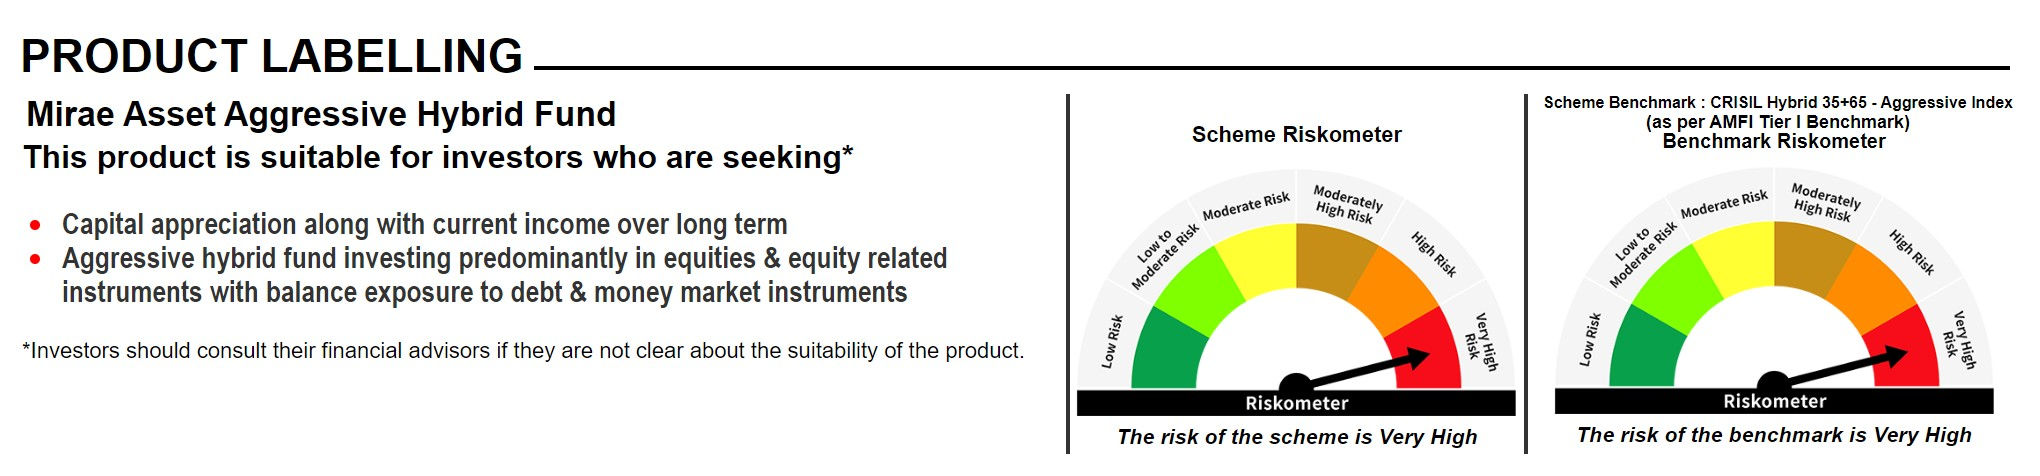 PRODUCT LABELLING
Mirae Asset Aggressive Hybrid Fund
This product is suitable for investors who are seeking*
Capital appreciation along with current income over long term
Aggressive hybrid fund investing predominantly in equities & equity related
instruments with balance exposure to debt & money market instruments
*Investors should consult their financial advisors if they are not clear about the suitability of the product.
Scheme Riskometer
Low Risk
Low to
Moderate Risk
Moderate Risk
Moderately
High Risk
High Risk
Very High
Risk
Riskometer
The risk of the scheme is Very High
Scheme Benchmark : CRISIL Hybrid 35+65 - Aggressive Index
(as per AMFI Tier I Benchmark)
Benchmark Riskometer
Low Risk
Low to
Moderate Risk
Moderate Risk
Moderately
High Risk
High Risk
Very High
Risk
Riskometer
The risk of the benchmark is Very High